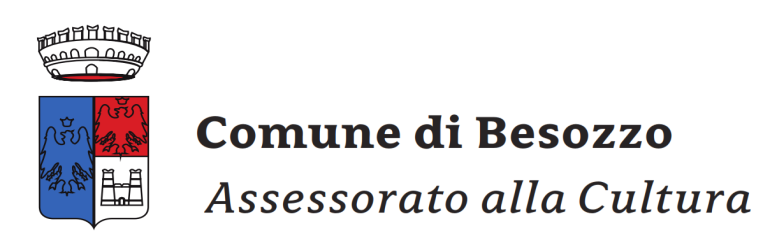 Comune di Besozzo
Assessorato alla Cultura